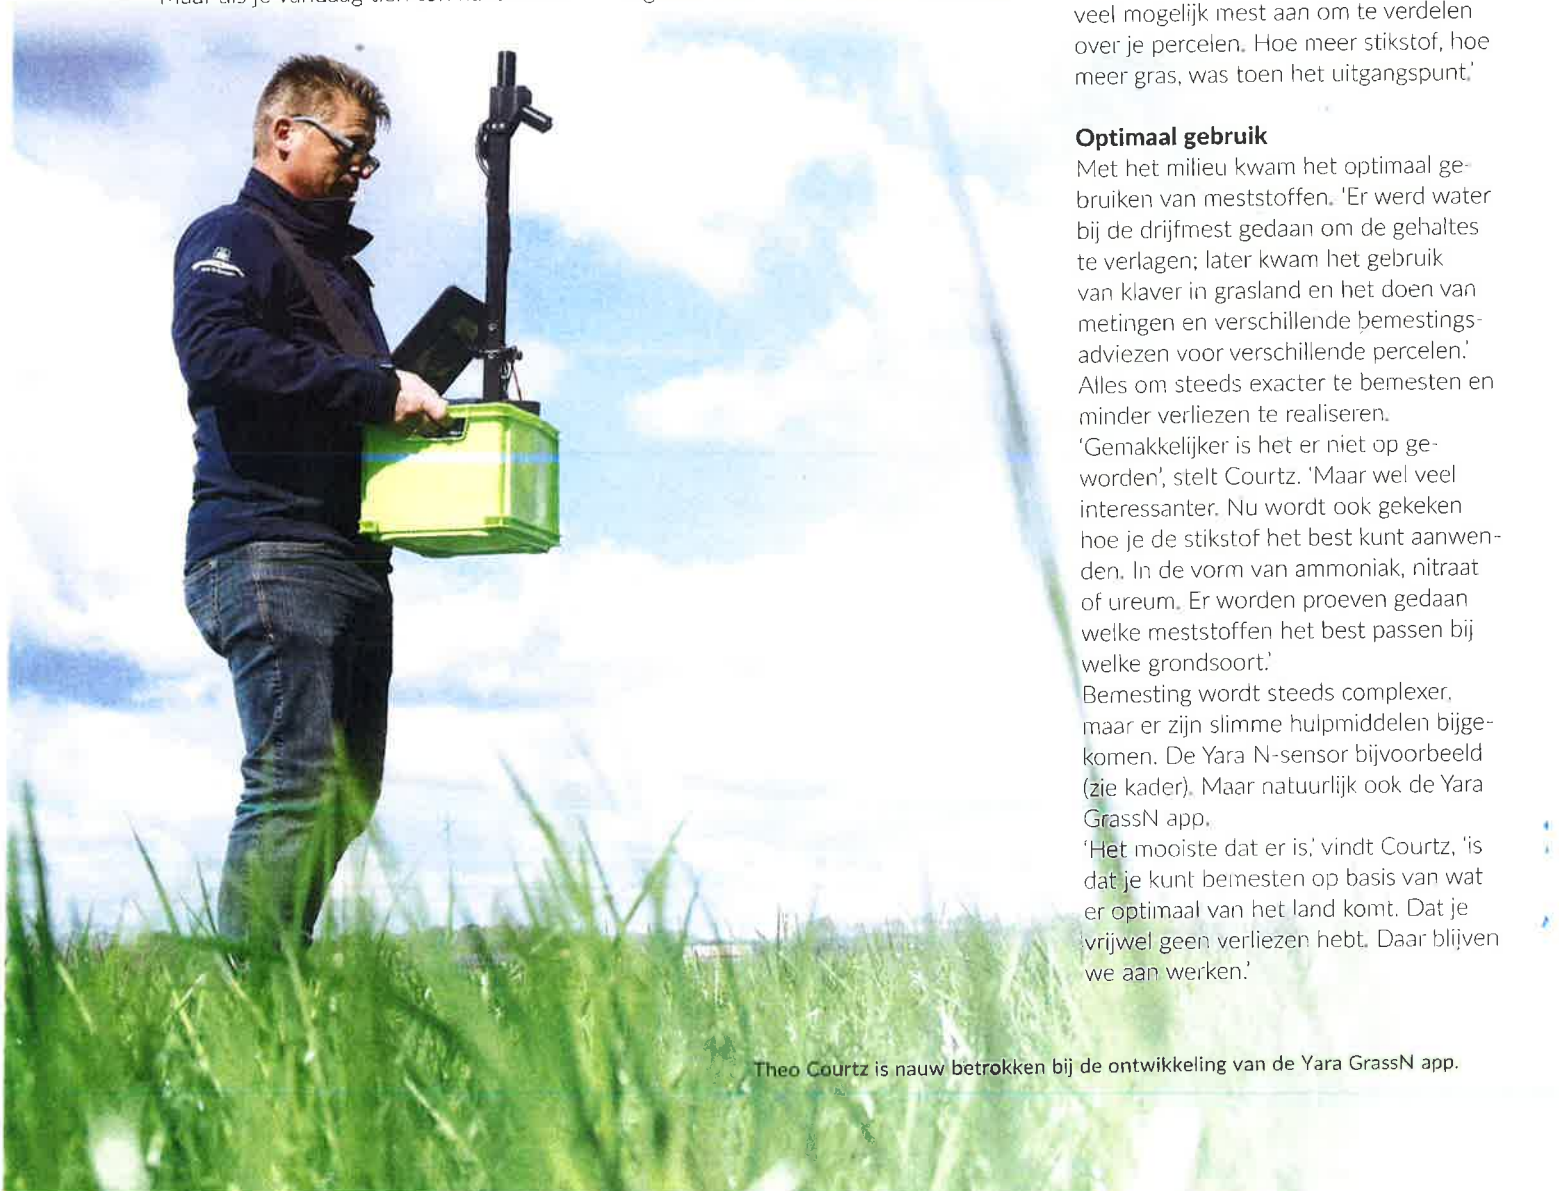 veel mogelijk mest aan om te verdelen
over je percelen. Hoe meer stikstof, hoe
meer gras, was toen het uitgangspunt.’
Optimaal gebruik
Met het milieu kwam het optimaal ge-
bruiken van meststoffen. ‘Er werd water
bij de drijfmest gedaan om de gehaltes
te verlagen; later kwam het gebruik
van klaver in grasland en het doen van
metingen en verschillende bemestings-
adviezen voor verschillende percelen.’
Alles om steeds exacter te bemesten en
minder verliezen te realiseren.
‘Gemakkelijker is het er niet op ge-
worden’, stelt Courtz. ‘Maar wel veel
interessanter. Nu wordt ook gekeken
hoe je de stikstof het best kunt aanwen-
den. In de vorm van ammoniak, nitraat
of ureum. Er worden proeven gedaan
welke meststoffen het best passen bij
welke grondsoort.’
Bemesting wordt steeds complexer,
maar er zijn slimme hulpmiddelen bijge-
komen. De Yara N-sensor bijvoorbeeld
(zie kader). Maar natuurlijk ook de Yara
GrassN app.
‘Het mooiste dat er is,’ vindt Courtz, ‘is
dat je kunt bemesten op basis van wat
er optimaal van het land komt. Dat je
vrijwel geen verliezen hebt. Daar blijven
we aan werken.’
Theo Courtz is nauw betrokken bij de ontwikkeling van de Yara GrassN app.